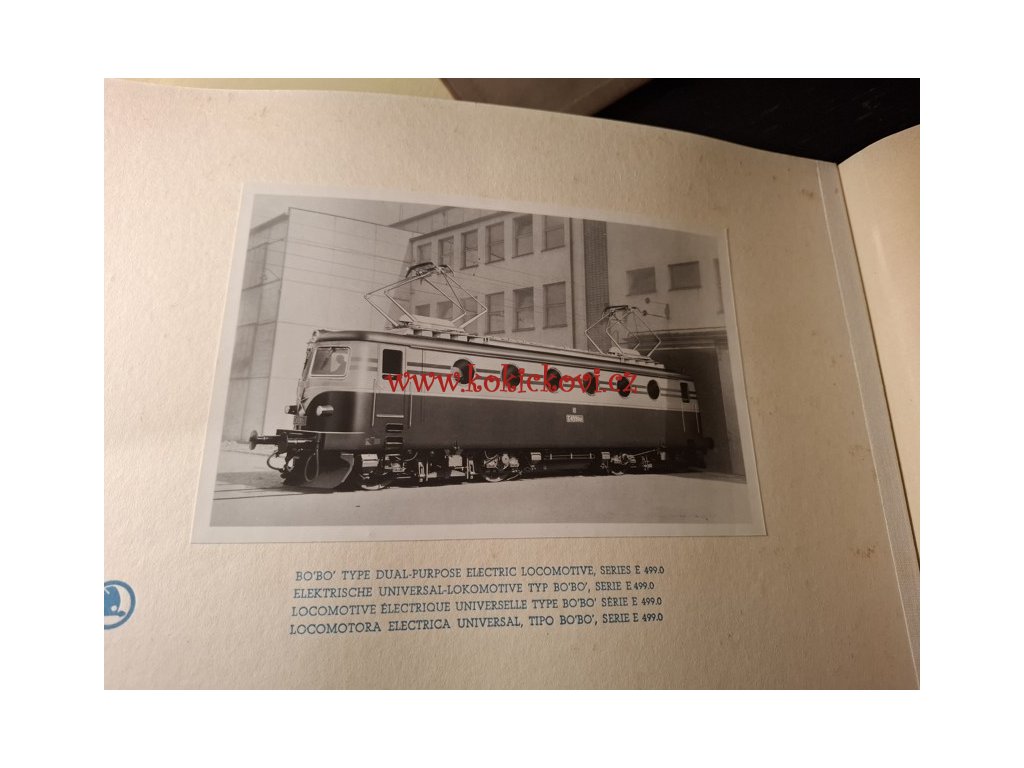 www.kokickovi.cz
BO'BO' TYPE DUAL-PURPOSE ELECTRIC LOCOMOTIVE, SERIES E 499.0
ELEKTRISCHE UNIVERSAL-LOKOMOTIVE TYP BO'BO', SERIE E 499.0
LOCOMOTIVE ÉLECTRIQUE UNIVERSELLE TYPE BO'BO' SÉRIE E 499.0
LOCOMOTORA ELECTRICA UNIVERSAL, TIPO BO'BO', SERIE E 499.0